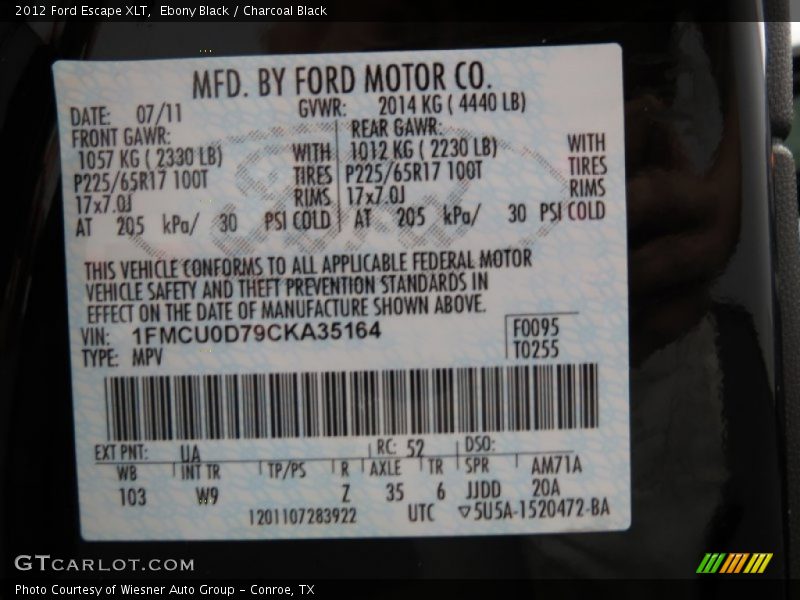 2012 Ford Escape XLT, Ebony Black / Charcoal Black
MFD. BY FORD MOTOR CO.
DATE: 07/11 GVWR: 2014 KG ( 4440 LB)
FRONT GAWR: REAR GAWR:
1057 KG ( 2330 LB) WITH 1012 KG ( 2230 LB) WITH
P225/65R17 100T TIRES P225/65R17 100T TIRES
17x7.0J RIMS 17x7.0J RIMS
AT 205 kPa/ 30 PSI COLD AT 205 kPa/ 30 PSI COLD
THIS VEHICLE CONFORMS TO ALL APPLICABLE FEDERAL MOTOR
VEHICLE SAFETY AND THEFT PREVENTION STANDARDS IN
EFFECT ON THE DATE OF MANUFACTURE SHOWN ABOVE.
VIN: 1FMCU0D79CKA35164 F0095
TYPE: MPV T0255
EXT PNT: UA RC: 52 DSO:
WB INT TR TP/PS R AXLE TR SPR AM71A
103 W9 Z 35 6 JJDD 20A
1201107283922 UTC ▽5U5A-1520472-BA
GTCARLOT.COM
Photo Courtesy of Wiesner Auto Group - Conroe, TX